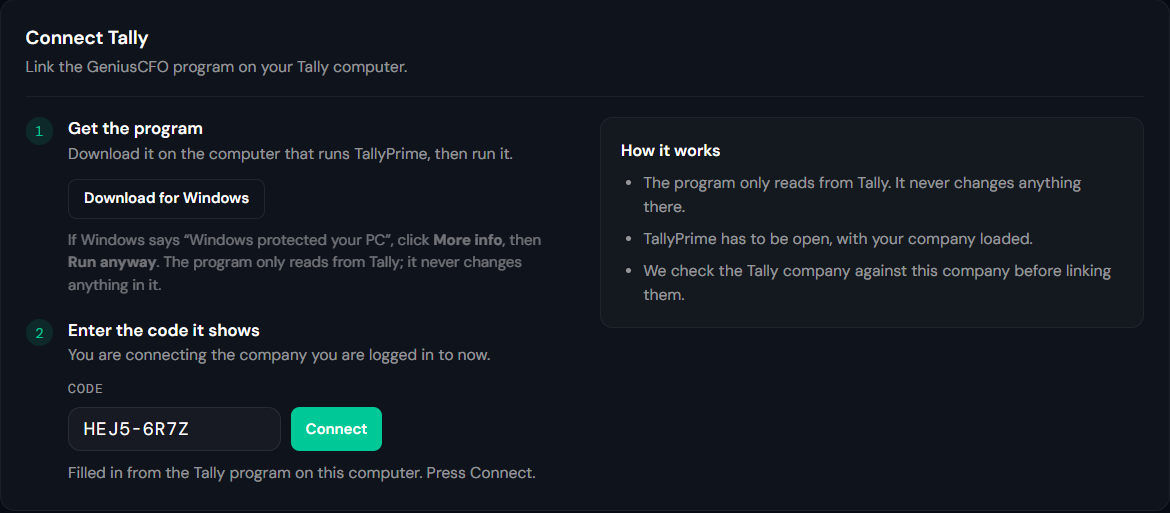 Connect Tally
Link the GeniusCFO program on your Tally computer.
1
Get the program
Download it on the computer that runs TallyPrime, then run it.
Download for Windows
If Windows says “Windows protected your PC”, click More info, then
Run anyway. The program only reads from Tally; it never changes
anything in it.
2
Enter the code it shows
You are connecting the company you are logged in to now.
CODE
HEJ5-6R7Z
Connect
Filled in from the Tally program on this computer. Press Connect.
How it works
• The program only reads from Tally. It never changes anything
there.
• TallyPrime has to be open, with your company loaded.
• We check the Tally company against this company before linking
them.